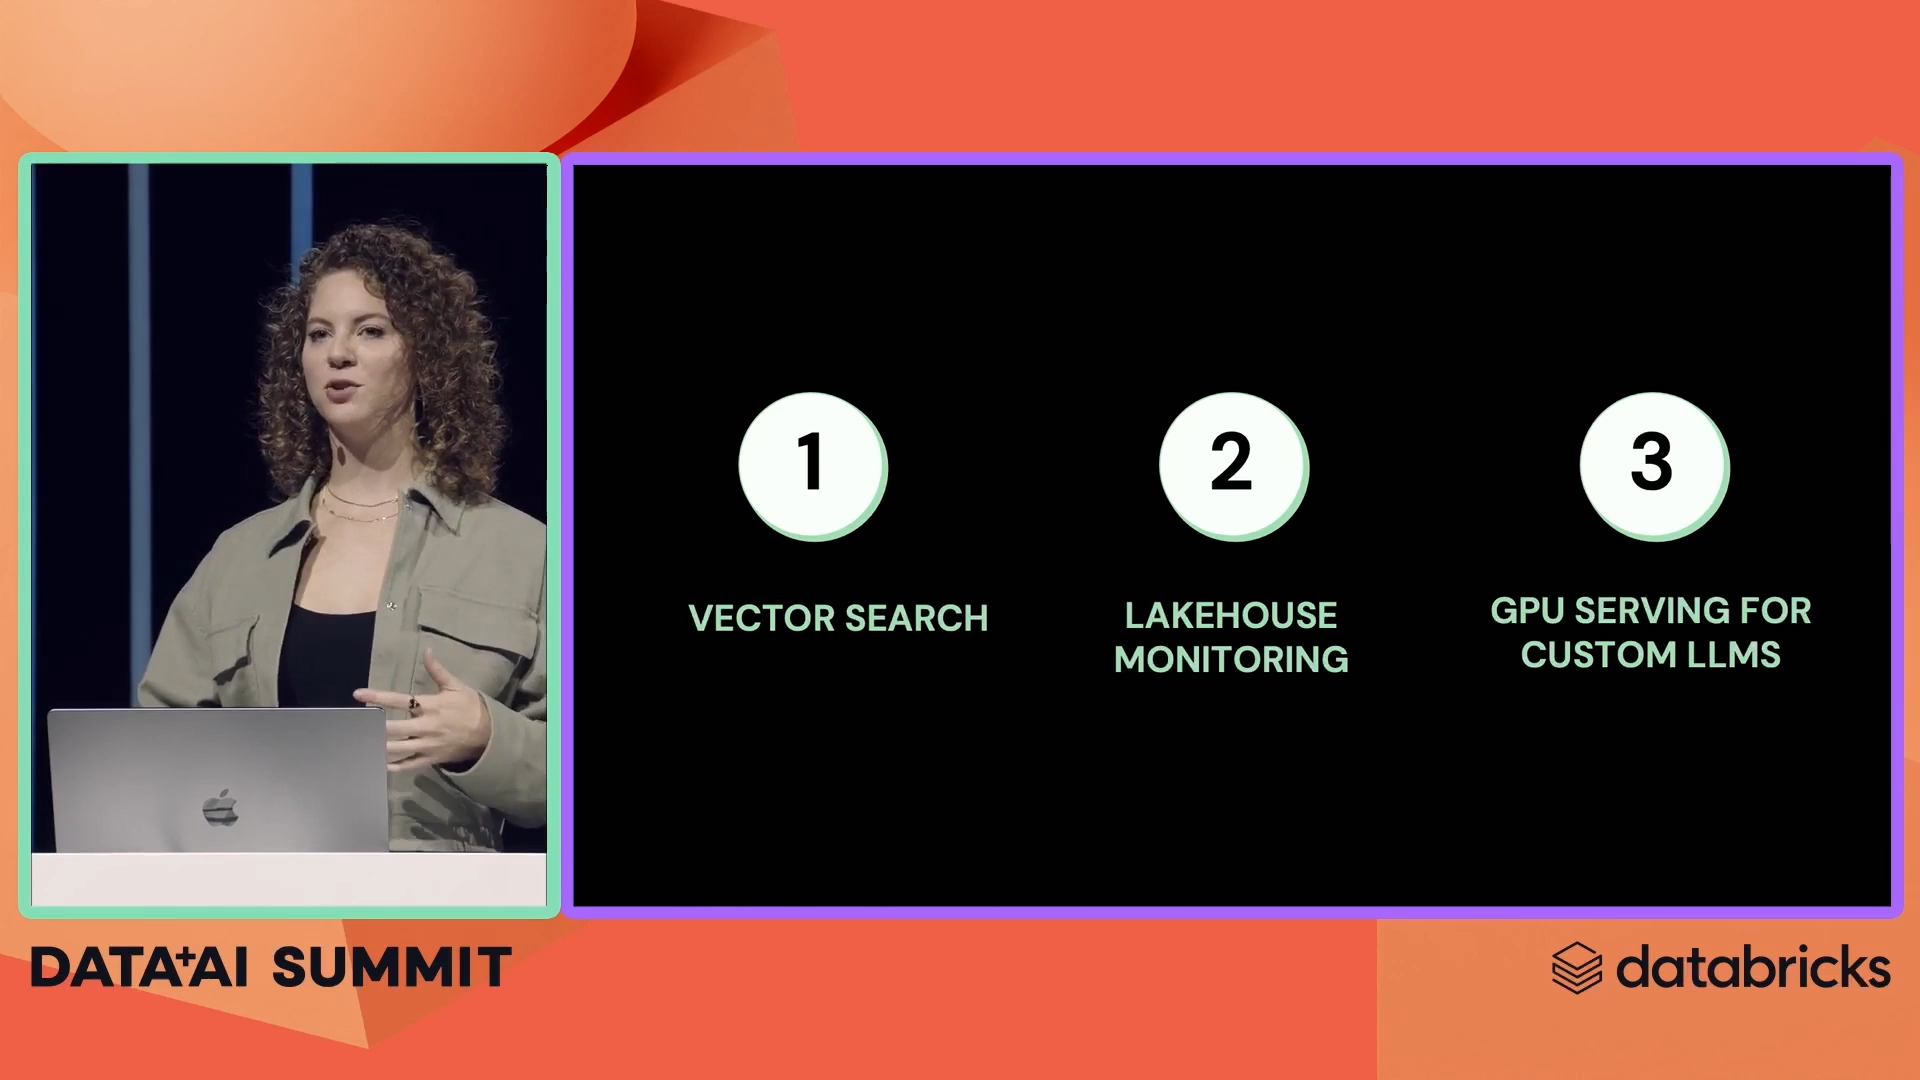 1
VECTOR SEARCH
2
LAKEHOUSE
MONITORING
3
GPU SERVING FOR
CUSTOM LLMS
DATA+AI SUMMIT
databricks